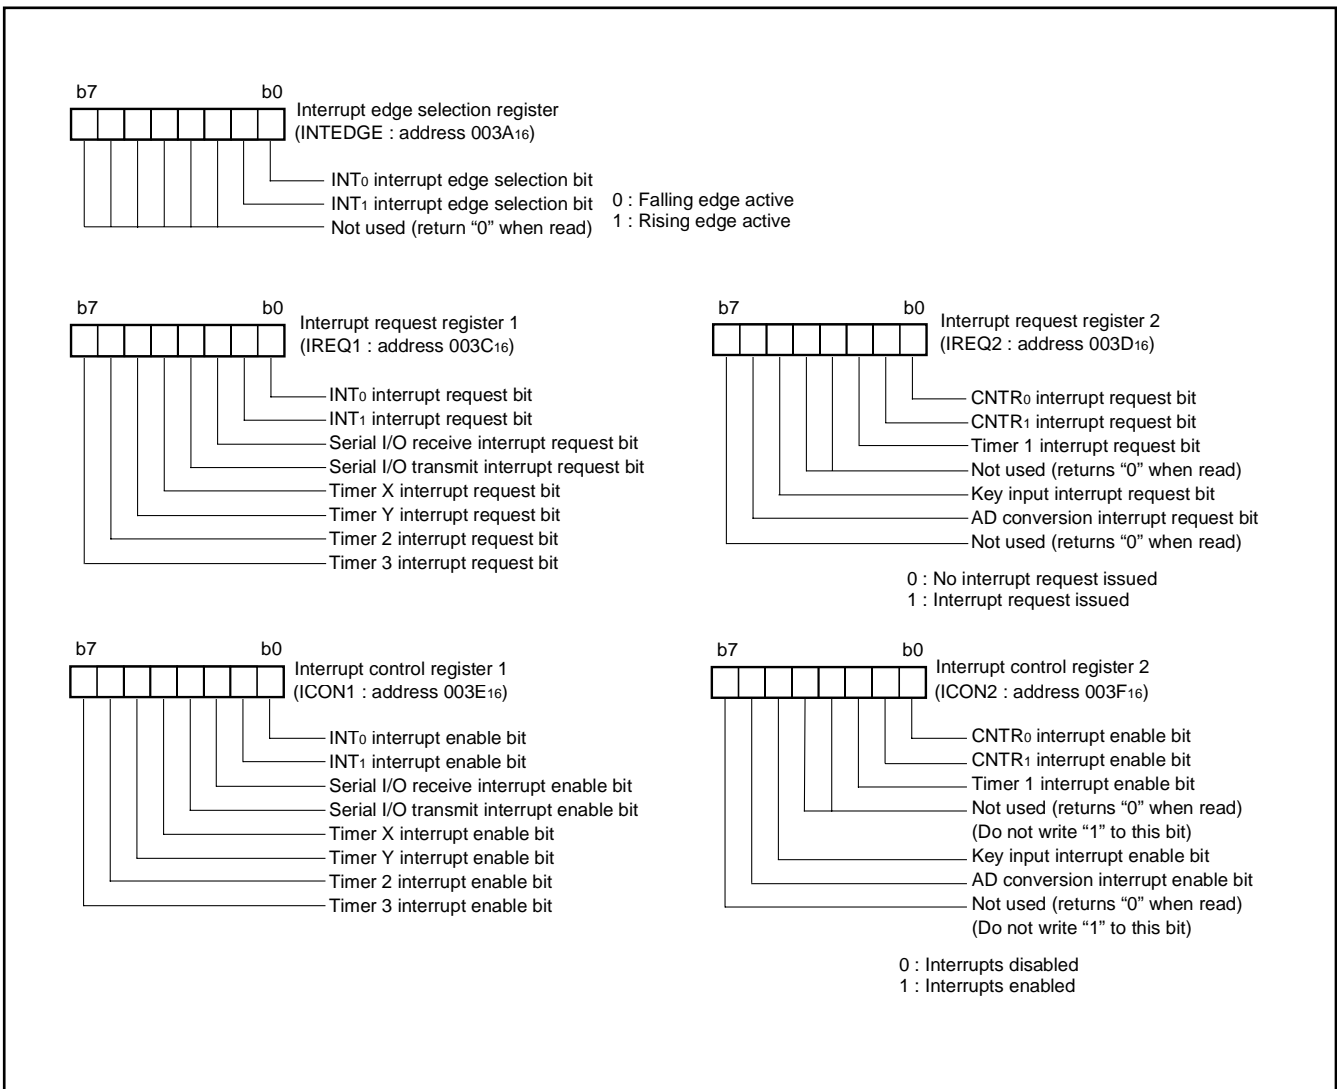 b7 b0
Interrupt edge selection register
(INTEDGE : address 003A16)
INT0 interrupt edge selection bit
INT1 interrupt edge selection bit
Not used (return “0” when read)
0 : Falling edge active
1 : Rising edge active
b7 b0
Interrupt request register 1
(IREQ1 : address 003C16)
INT0 interrupt request bit
INT1 interrupt request bit
Serial I/O receive interrupt request bit
Serial I/O transmit interrupt request bit
Timer X interrupt request bit
Timer Y interrupt request bit
Timer 2 interrupt request bit
Timer 3 interrupt request bit
b7 b0
Interrupt request register 2
(IREQ2 : address 003D16)
CNTR0 interrupt request bit
CNTR1 interrupt request bit
Timer 1 interrupt request bit
Not used (returns “0” when read)
Key input interrupt request bit
AD conversion interrupt request bit
Not used (returns “0” when read)
0 : No interrupt request issued
1 : Interrupt request issued
b7 b0
Interrupt control register 1
(ICON1 : address 003E16)
INT0 interrupt enable bit
INT1 interrupt enable bit
Serial I/O receive interrupt enable bit
Serial I/O transmit interrupt enable bit
Timer X interrupt enable bit
Timer Y interrupt enable bit
Timer 2 interrupt enable bit
Timer 3 interrupt enable bit
b7 b0
Interrupt control register 2
(ICON2 : address 003F16)
CNTR0 interrupt enable bit
CNTR1 interrupt enable bit
Timer 1 interrupt enable bit
Not used (returns “0” when read)
(Do not write “1” to this bit)
Key input interrupt enable bit
AD conversion interrupt enable bit
Not used (returns “0” when read)
(Do not write “1” to this bit)
0 : Interrupts disabled
1 : Interrupts enabled